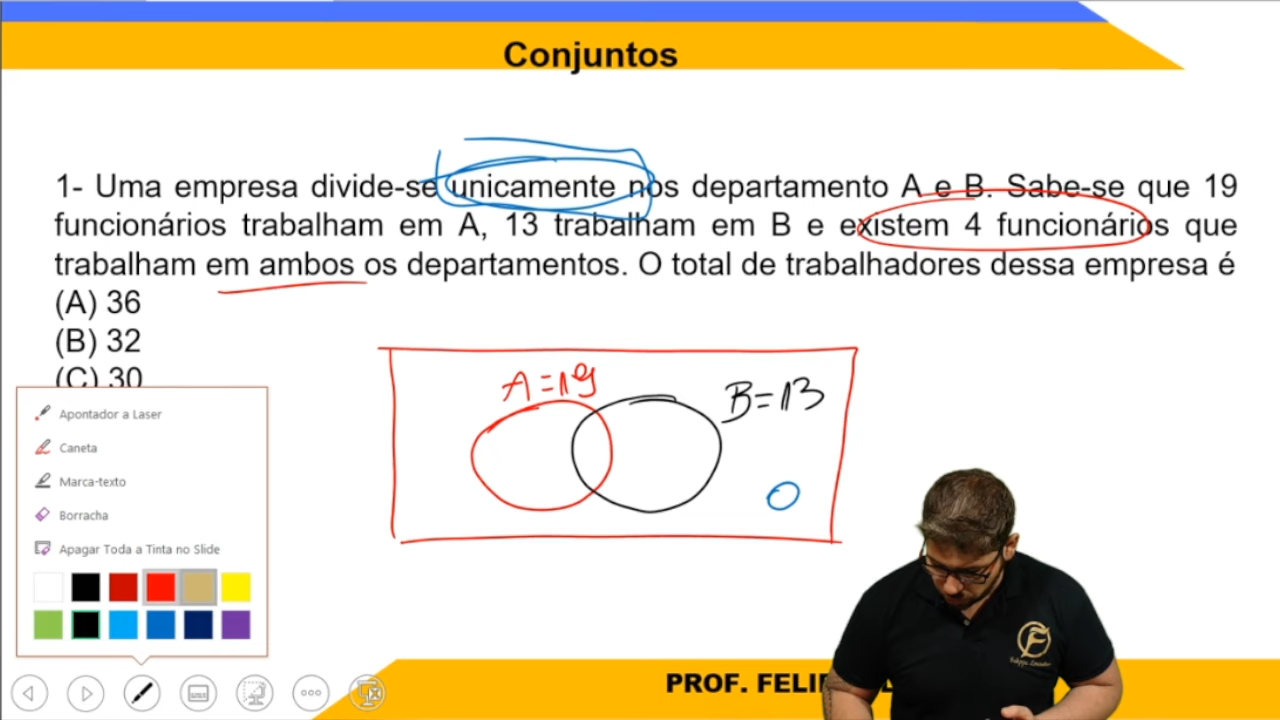 Conjuntos
1- Uma empresa divide-se unicamente nos departamento A e B. Sabe-se que 19
funcionários trabalham em A, 13 trabalham em B e existem 4 funcionários que
trabalham em ambos os departamentos. O total de trabalhadores dessa empresa é
(A) 36
(B) 32
(C) 30
A=19
B=13
O
Apontador a Laser
Caneta
Marca-texto
Borracha
Apagar Toda a Tinta no Slide
PROF.